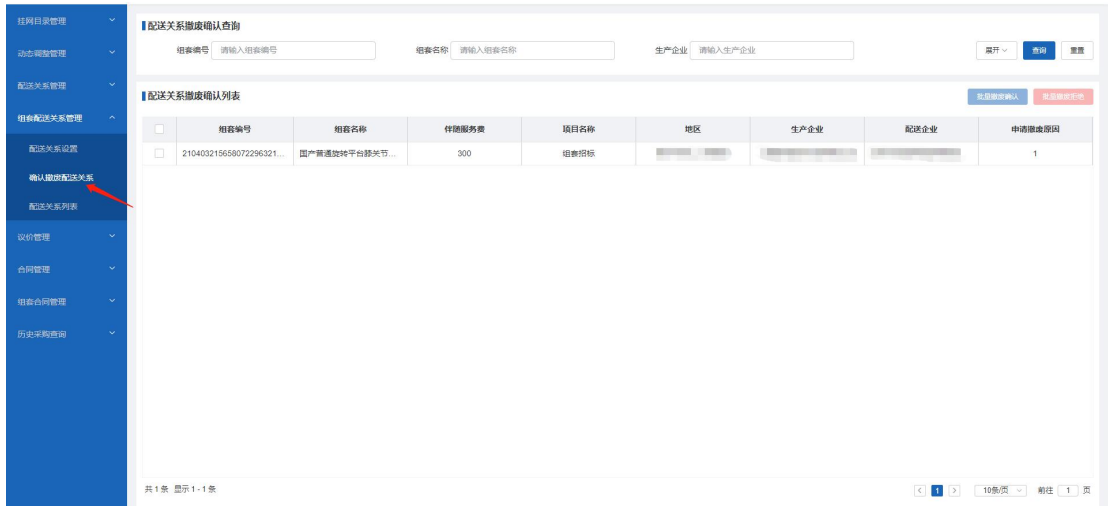 挂网目录管理
动态调整管理
配送关系管理
组套配送关系管理
配送关系设置
确认撤废配送关系
配送关系列表
议价管理
合同管理
组套合同管理
历史采购查询
配送关系撤废确认查询
组套编号 请输入组套编号 组套名称 请输入组套名称 生产企业 请输入生产企业 展开 查询 重置
配送关系撤废确认列表 批量撤废确认 批量撤废拒绝
组套编号 组套名称 伴随服务费 项目名称 地区 生产企业 配送企业 申请撤废原因
210403215658072296321... 国产普通旋转平台膝关节... 300 组套招标 1
共 1 条 显示 1 - 1 条 < 1 > 10条/页 前往 1 页